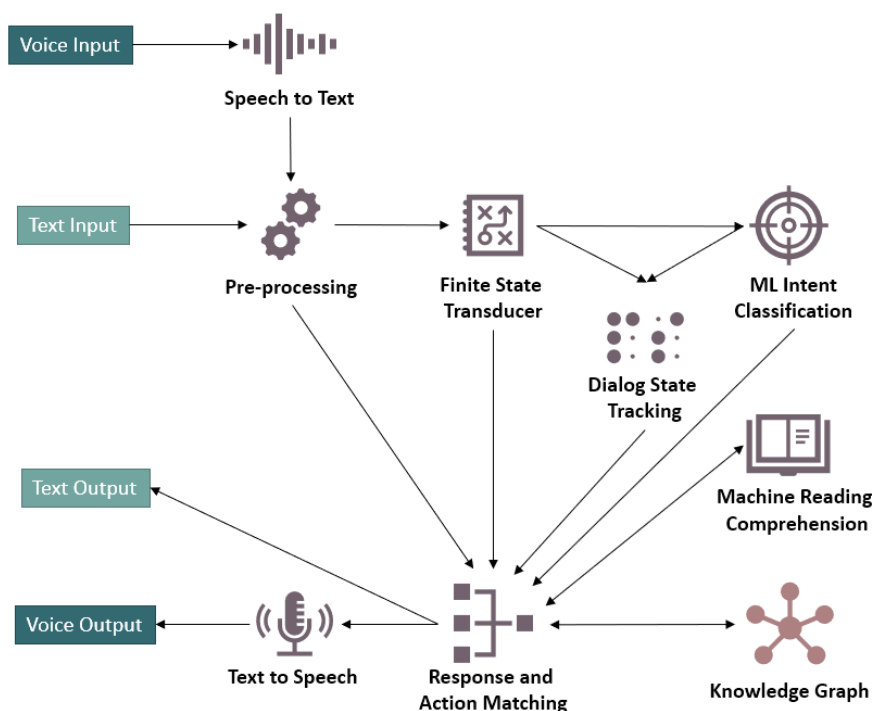 Voice Input
Speech to Text
Text Input
Pre-processing
Finite State
Transducer
ML Intent
Classification
Dialog State
Tracking
Machine Reading
Comprehension
Text Output
Voice Output
Text to Speech
Response and
Action Matching
Knowledge Graph